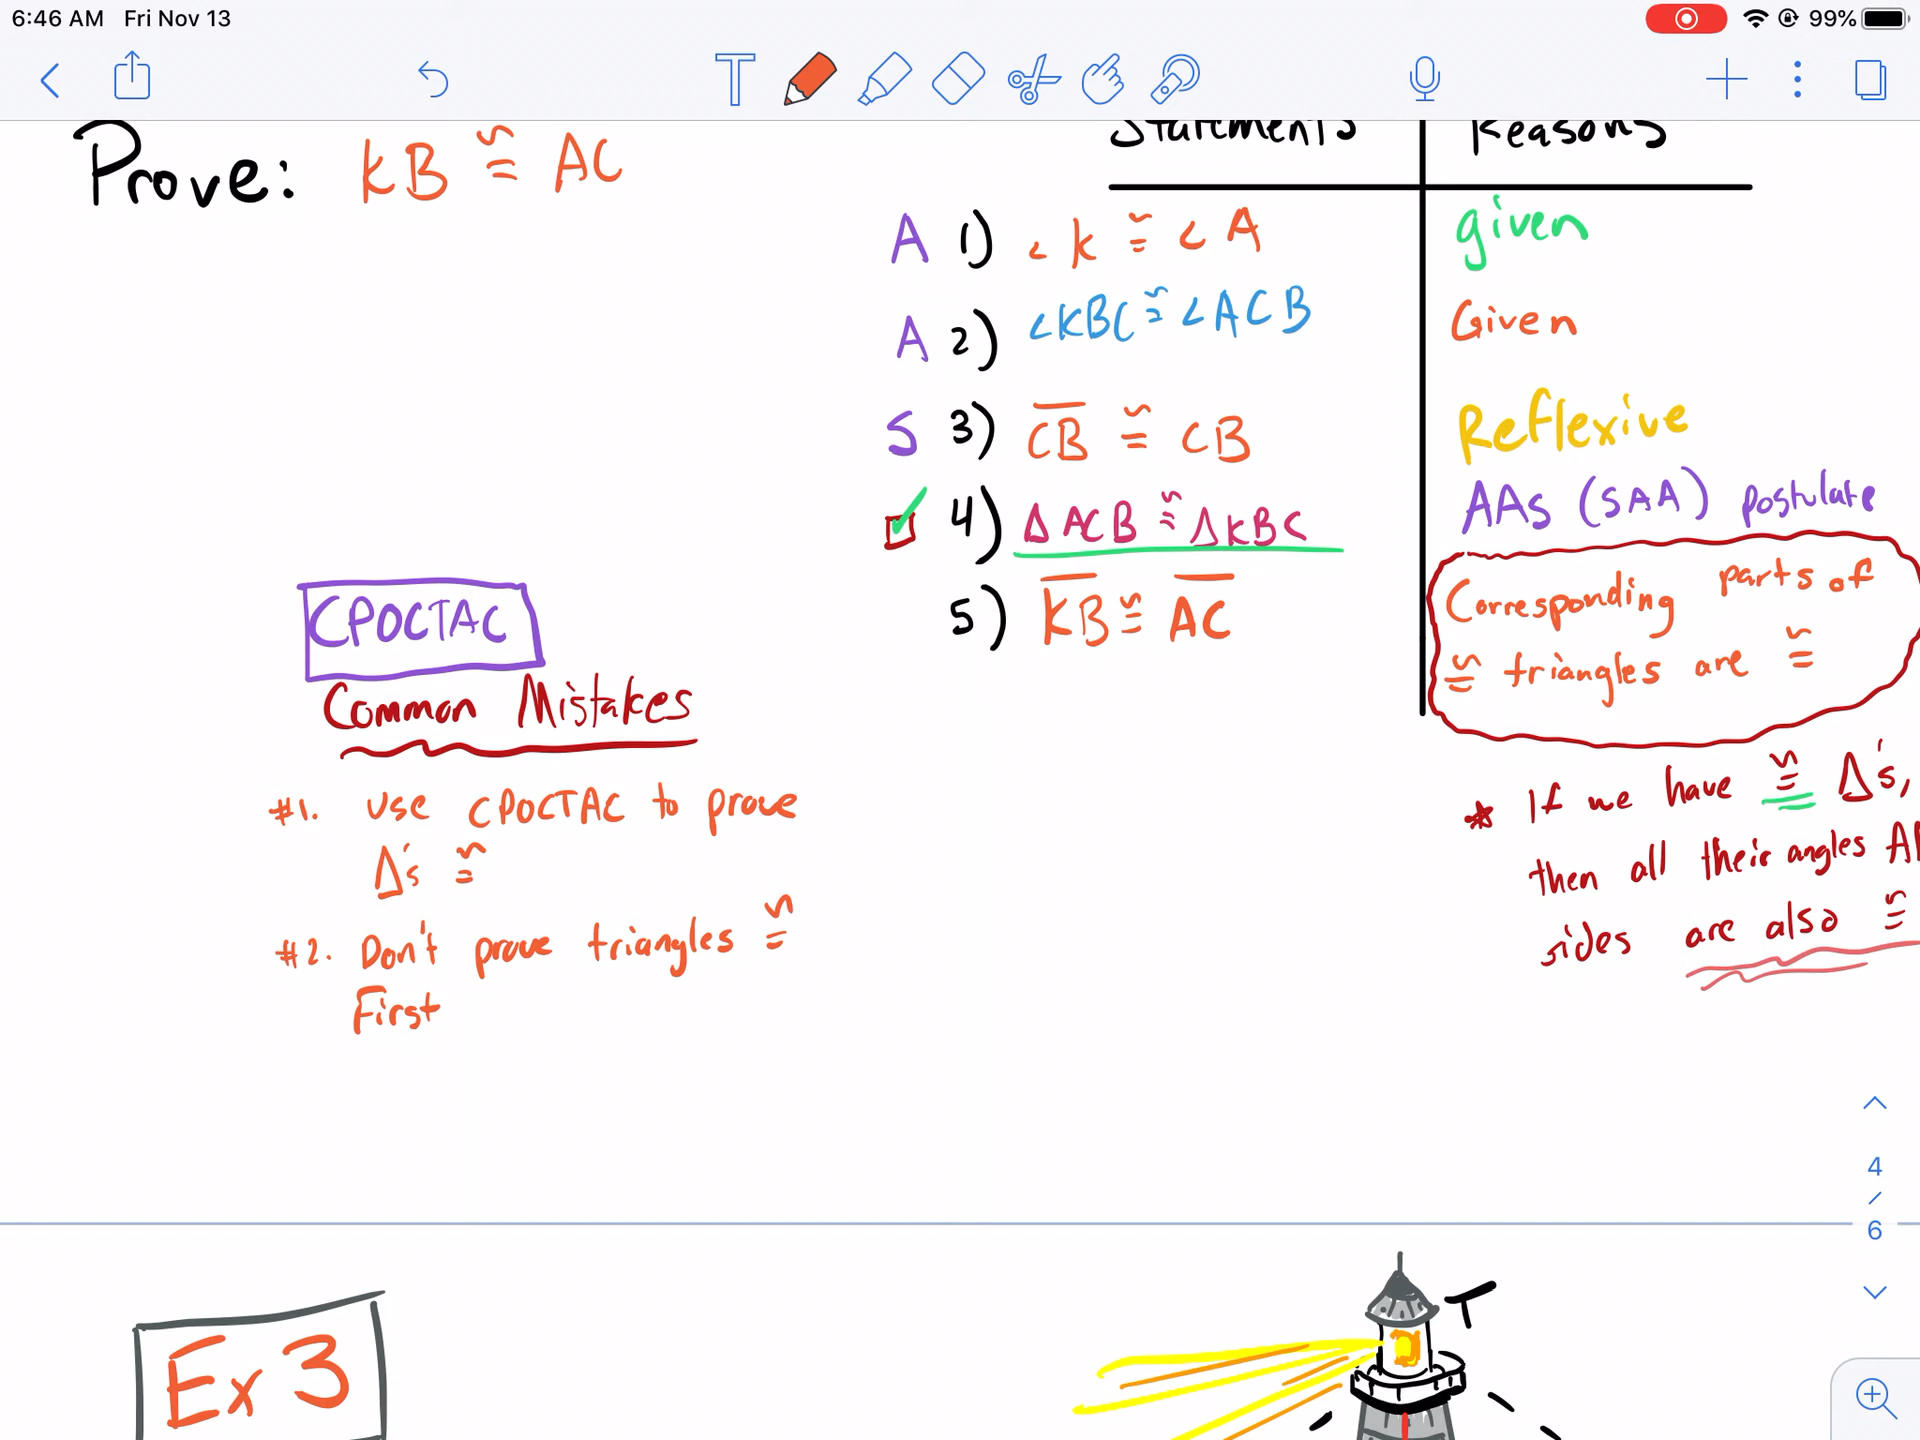 6:46 AM Fri Nov 13
99%
Prove: KB ≅ AC
Statements Reasons
A 1) ∠K ≅ ∠A given
A 2) ∠KBC ≅ ∠ACB Given
S 3) CB ≅ CB Reflexive
4) Δ ACB ≅ ΔKBC AAS (SAA) postulate
5) KB ≅ AC Corresponding parts of
≅ triangles are ≅
CPOCTAC
Common Mistakes
#1. use CPOCTAC to prove
Δ's ≅
#2. Don't prove triangles ≅
First
* If we have ≅ Δ's,
then all their angles
sides are also ≅
4
/
6
Ex 3
T